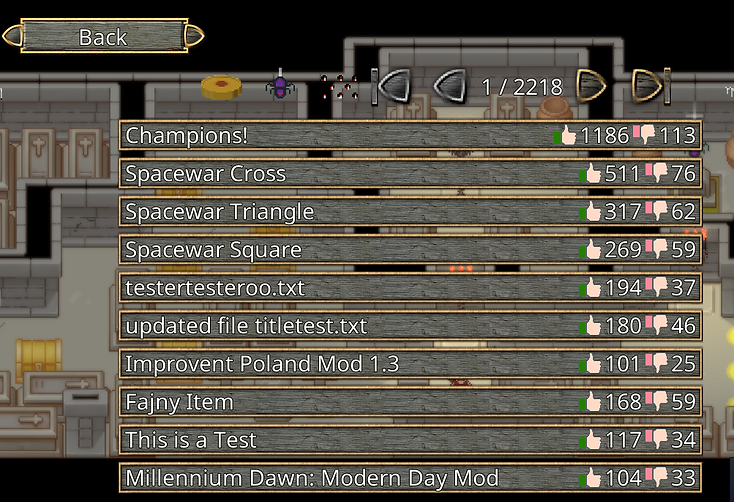 Back
1 / 2218
Champions! 1186 113
Spacewar Cross 511 76
Spacewar Triangle 317 62
Spacewar Square 269 59
testertesteroo.txt 194 37
updated file titletest.txt 180 46
Improvent Poland Mod 1.3 101 25
Fajny Item 168 59
This is a Test 117 34
Millennium Dawn: Modern Day Mod 104 33